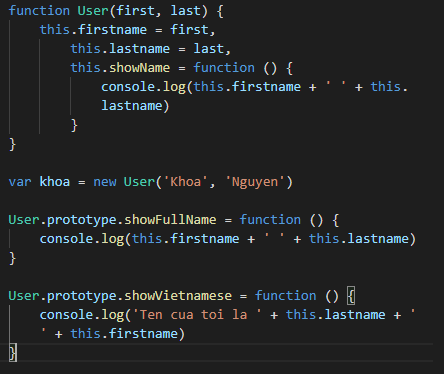 function User(first, last) {
    this.firstname = first,
        this.lastname = last,
        this.showName = function () {
            console.log(this.firstname + ' ' + this.
            lastname)
        }
}

var khoa = new User('Khoa', 'Nguyen')

User.prototype.showFullName = function () {
    console.log(this.firstname + ' ' + this.lastname)
}

User.prototype.showVietnamese = function () {
    console.log('Ten cua toi la ' + this.lastname + '
    ' + this.firstname)
}